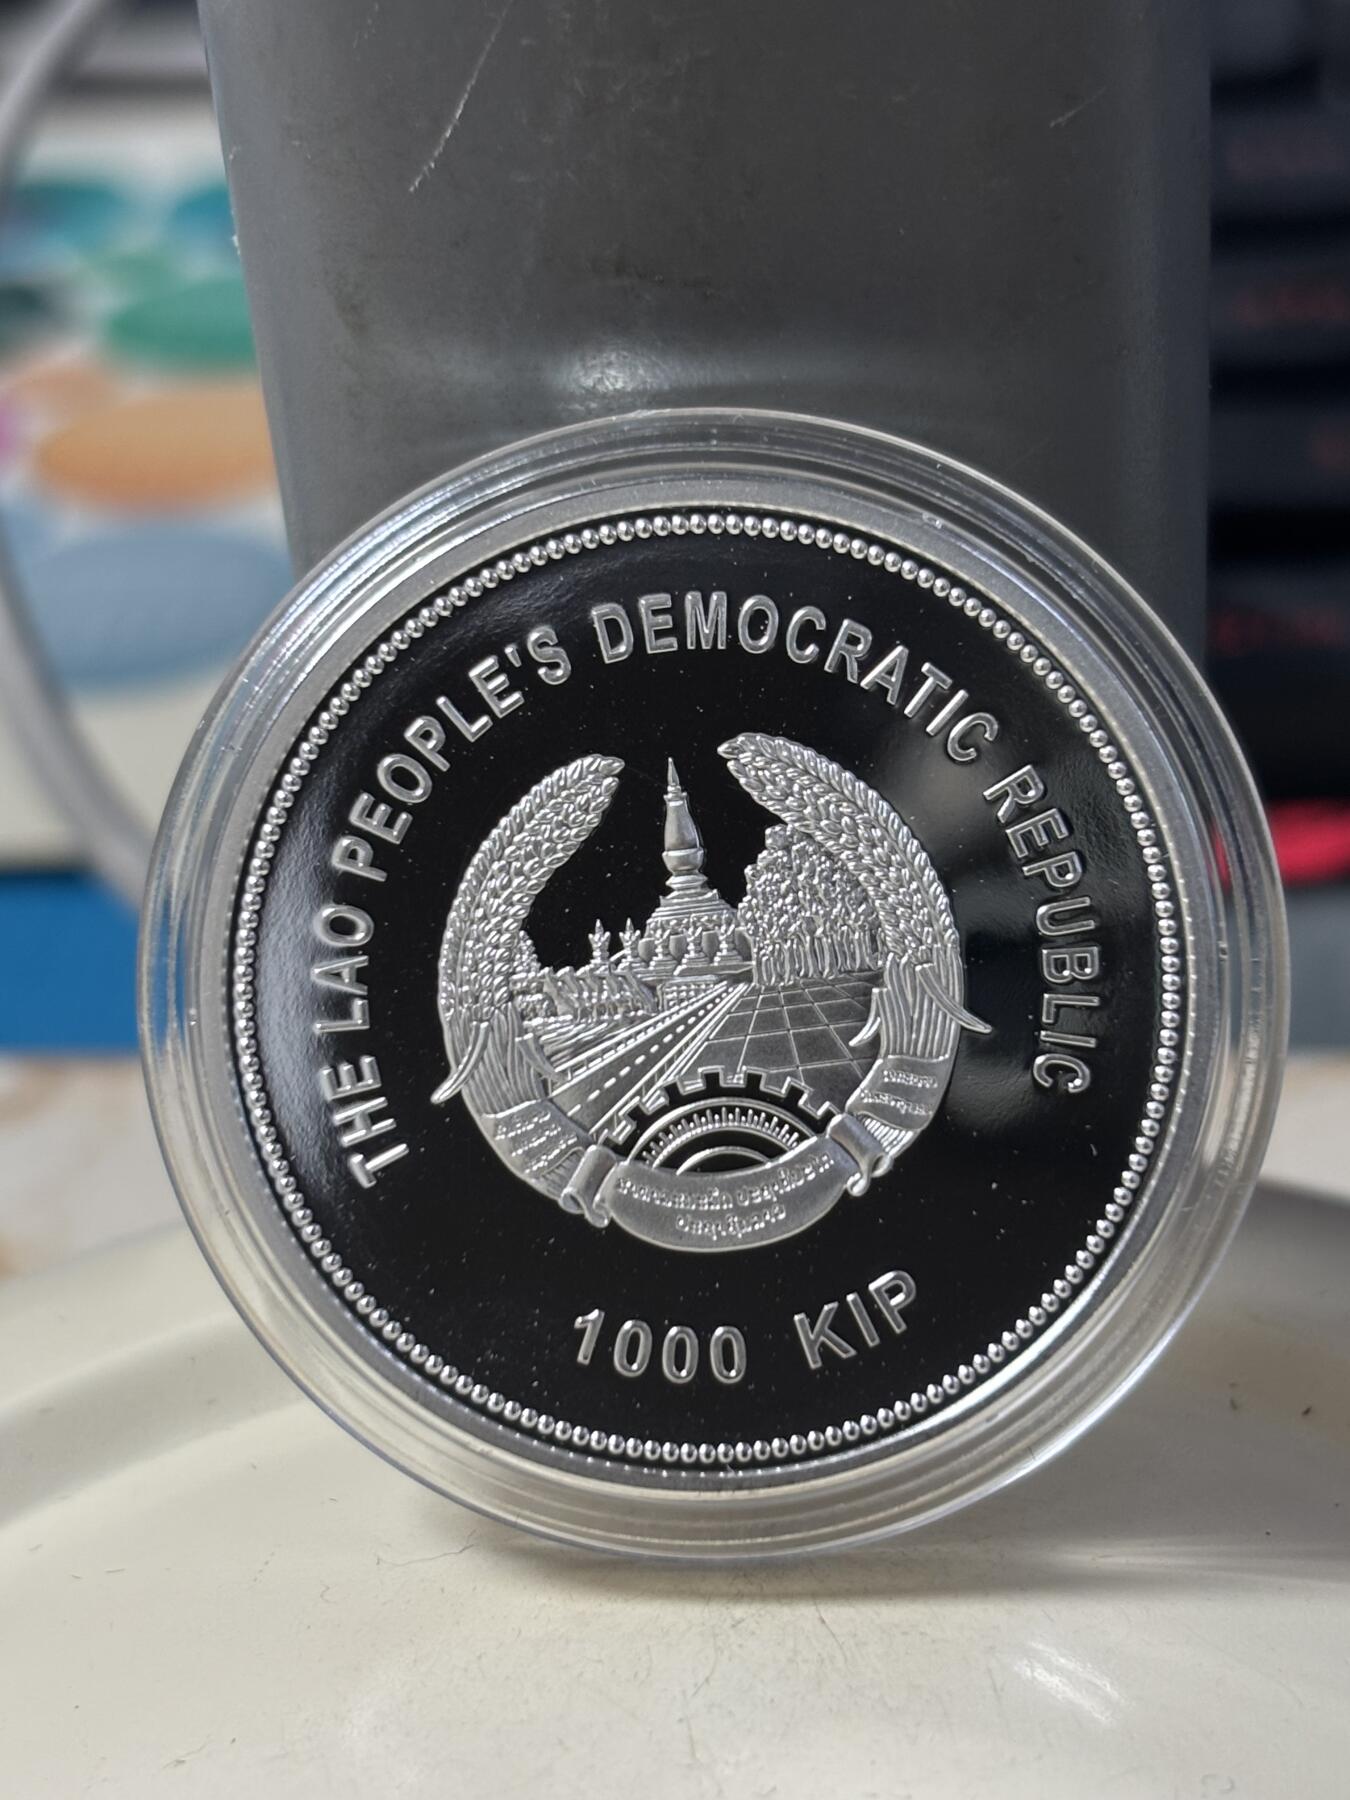 THE LAO PEOPLE'S DEMOCRATIC REPUBLIC
1000 KIP